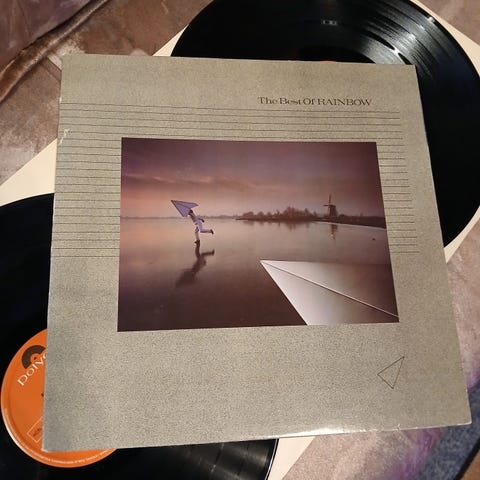 The Best Of RAINBOW
Polydor